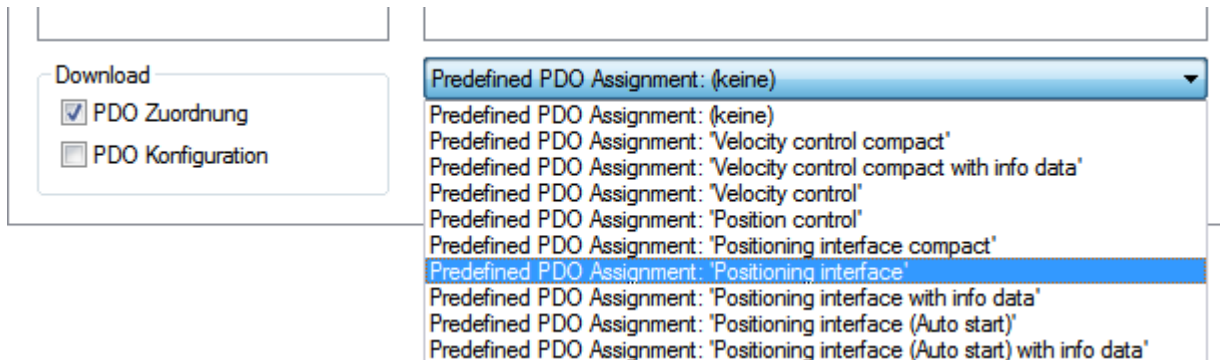 Download
PDO Zuordnung
PDO Konfiguration
Predefined PDO Assignment: (keine)
Predefined PDO Assignment: (keine)
Predefined PDO Assignment: 'Velocity control compact'
Predefined PDO Assignment: 'Velocity control compact with info data'
Predefined PDO Assignment: 'Velocity control'
Predefined PDO Assignment: 'Position control'
Predefined PDO Assignment: 'Positioning interface compact'
Predefined PDO Assignment: 'Positioning interface'
Predefined PDO Assignment: 'Positioning interface with info data'
Predefined PDO Assignment: 'Positioning interface (Auto start)'
Predefined PDO Assignment: 'Positioning interface (Auto start) with info data'